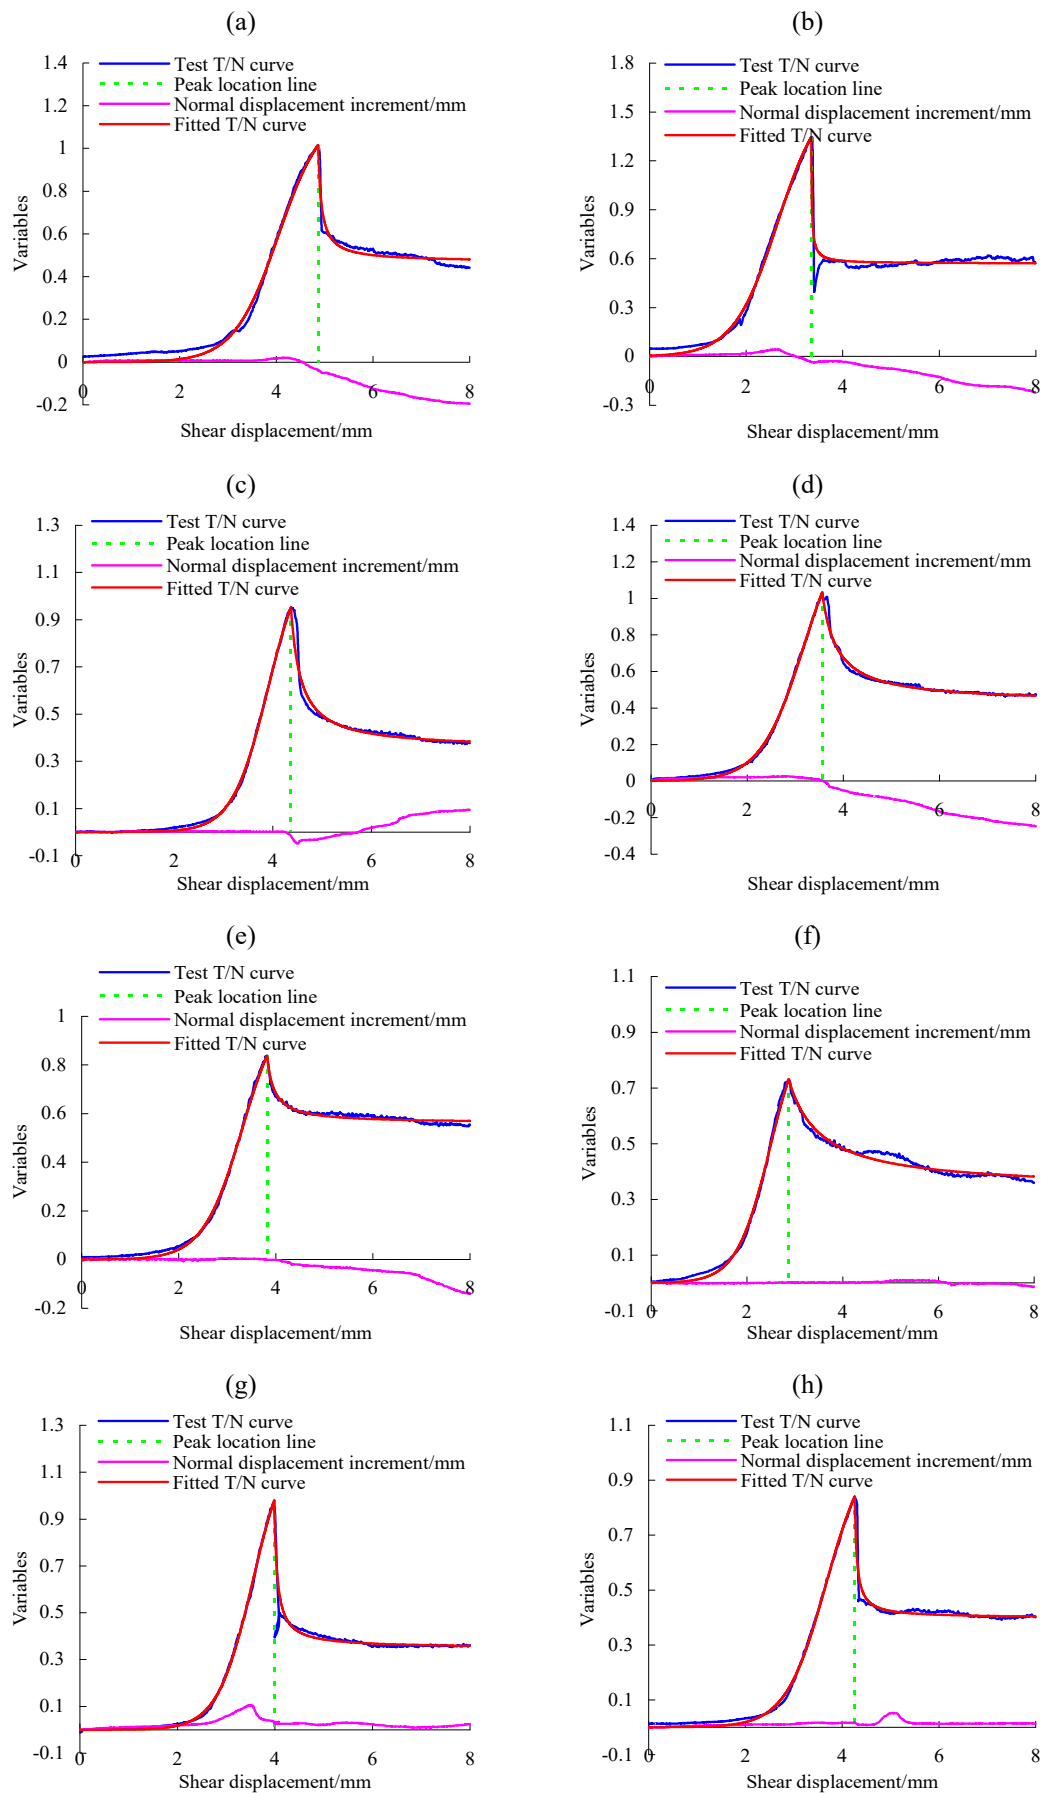 (a)
1.4
1.2
1
0.8
0.6
0.4
0.2
0
-0.2
Variables
Test T/N curve
Peak location line
Normal displacement increment/mm
Fitted T/N curve
0 2 4 6 8
Shear displacement/mm
(b)
1.8
1.5
1.2
0.9
0.6
0.3
0
-0.3
Variables
Test T/N curve
Peak location line
Normal displacement increment/mm
Fitted T/N curve
0 2 4 6 8
Shear displacement/mm
(c)
1.3
1.1
0.9
0.7
0.5
0.3
0.1
-0.1
Variables
Test T/N curve
Peak location line
Normal displacement increment/mm
Fitted T/N curve
0 2 4 6 8
Shear displacement/mm
(d)
1.4
1.2
1
0.8
0.6
0.4
0.2
0
-0.2
-0.4
Variables
Test T/N curve
Peak location line
Normal displacement increment/mm
Fitted T/N curve
0 2 4 6 8
Shear displacement/mm
(e)
1
0.8
0.6
0.4
0.2
0
-0.2
Variables
Test T/N curve
Peak location line
Normal displacement increment/mm
Fitted T/N curve
0 2 4 6 8
Shear displacement/mm
(f)
1.1
0.9
0.7
0.5
0.3
0.1
-0.1
Variables
Test T/N curve
Peak location line
Normal displacement increment/mm
Fitted T/N curve
0 2 4 6 8
Shear displacement/mm
(g)
1.3
1.1
0.9
0.7
0.5
0.3
0.1
-0.1
Variables
Test T/N curve
Peak location line
Normal displacement increment/mm
Fitted T/N curve
0 2 4 6 8
Shear displacement/mm
(h)
1.1
0.9
0.7
0.5
0.3
0.1
-0.1
Variables
Test T/N curve
Peak location line
Normal displacement increment/mm
Fitted T/N curve
0 2 4 6 8
Shear displacement/mm